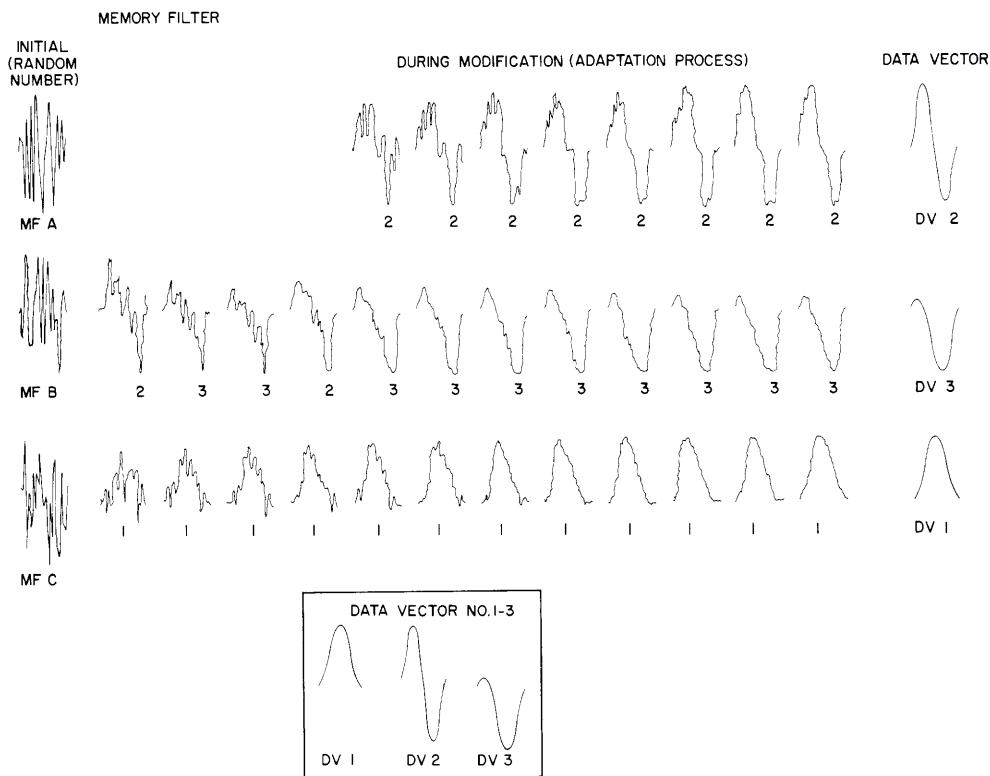 MEMORY FILTER
INITIAL
(RANDOM
NUMBER)
DURING MODIFICATION (ADAPTATION PROCESS)
DATA VECTOR
MF A
2 2 2 2 2 2 2 2
DV 2
MF B
2 3 3 2 3 3 3 3 3 3 3 3
DV 3
1 1 1 1 1 1 1 1 1 1 1 1
DV 1
MF C
DATA VECTOR NO.1-3
DV 1 DV 2 DV 3